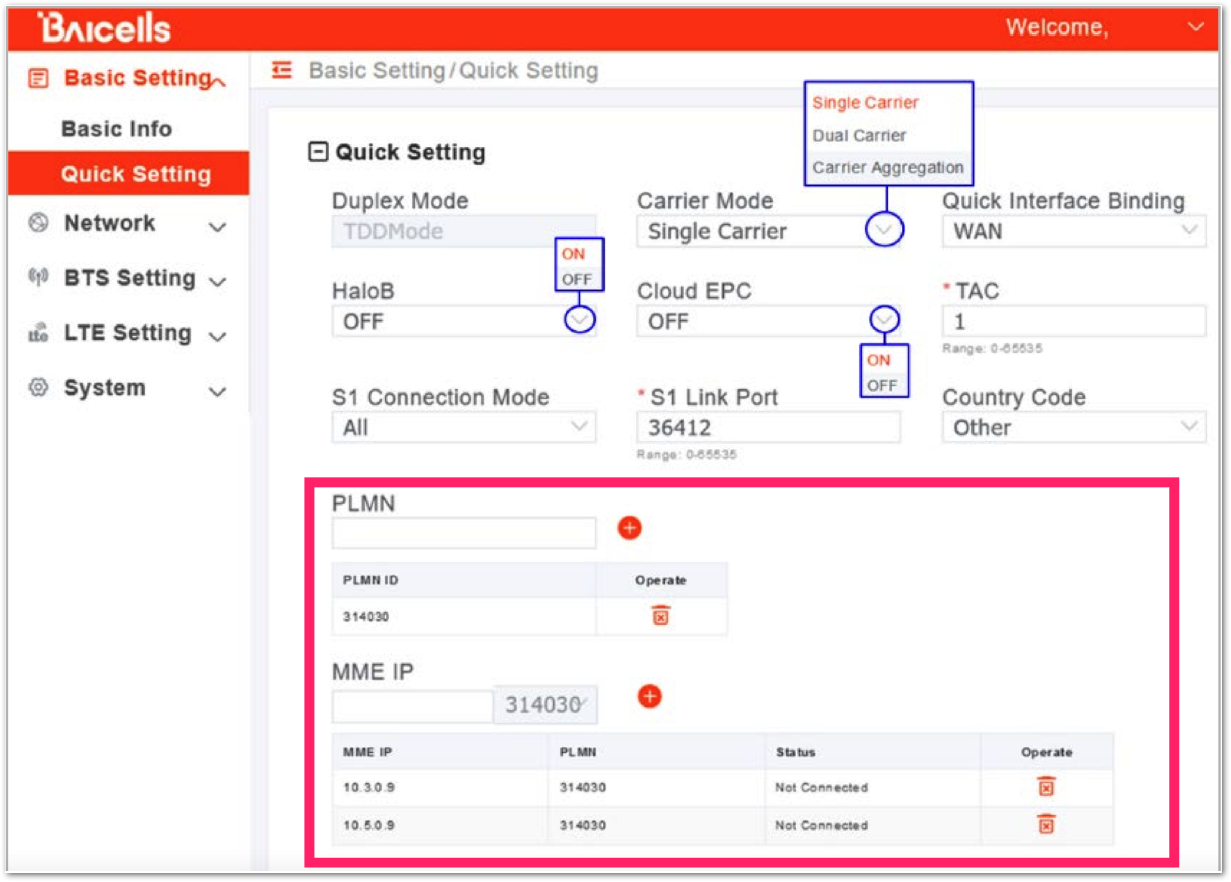 BAICELLS
Welcome,
Basic Setting
Basic Info
Quick Setting
Network
BTS Setting
LTE Setting
System
Basic Setting/Quick Setting
Single Carrier
Dual Carrier
Carrier Aggregation
Quick Setting
Duplex Mode Carrier Mode Quick Interface Binding
TDDMode Single Carrier WAN
ON
OFF
HaloB Cloud EPC * TAC
OFF OFF 1
Range: 0-65535
ON
OFF
S1 Connection Mode * S1 Link Port Country Code
All 36412 Other
Range: 0-65535
PLMN
PLMN ID Operate
314030
MME IP
314030
MME IP PLMN Status Operate
10.3.0.9 314030 Not Connected
10.5.0.9 314030 Not Connected